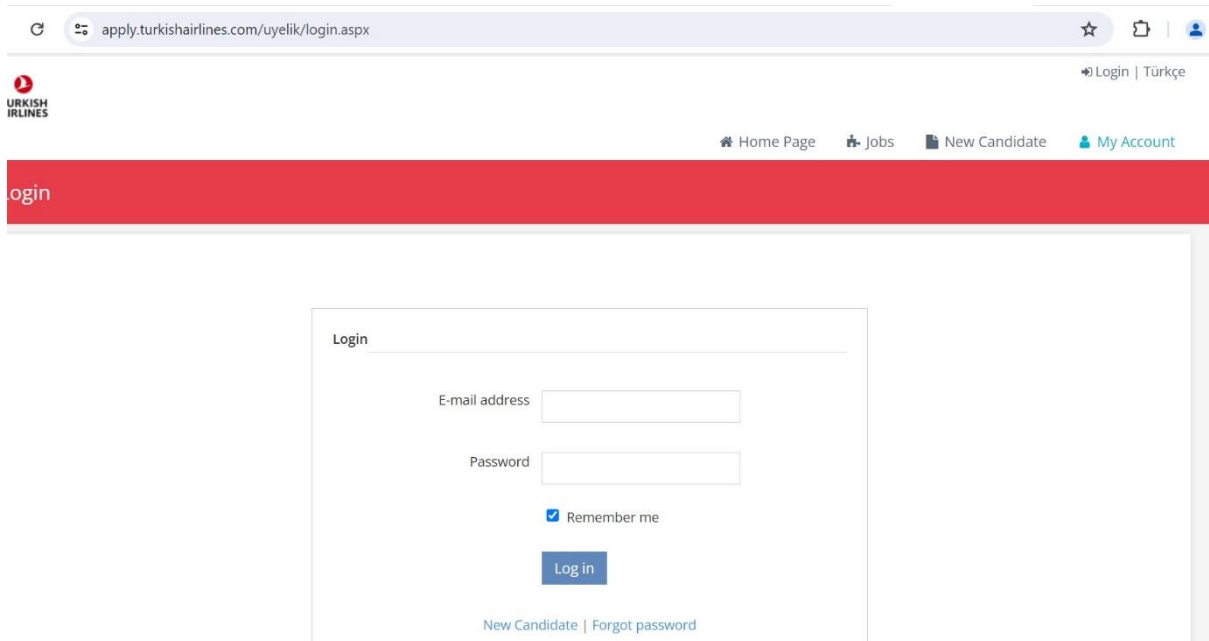 apply.turkishairlines.com/uyelik/login.aspx
Login | Türkçe
URKISH
IRLINES
Home Page Jobs New Candidate My Account
ogin
Login
E-mail address
Password
Remember me
Log in
New Candidate | Forgot password